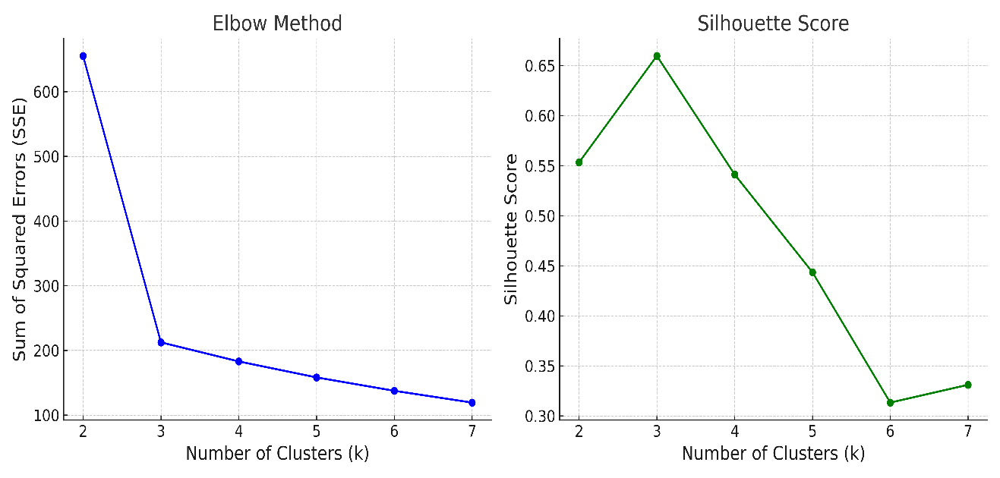 Elbow Method
Sum of Squared Errors (SSE)
600
500
400
300
200
100
2 3 4 5 6 7
Number of Clusters (k)
Silhouette Score
Silhouette Score
0.65
0.60
0.55
0.50
0.45
0.40
0.35
0.30
2 3 4 5 6 7
Number of Clusters (k)